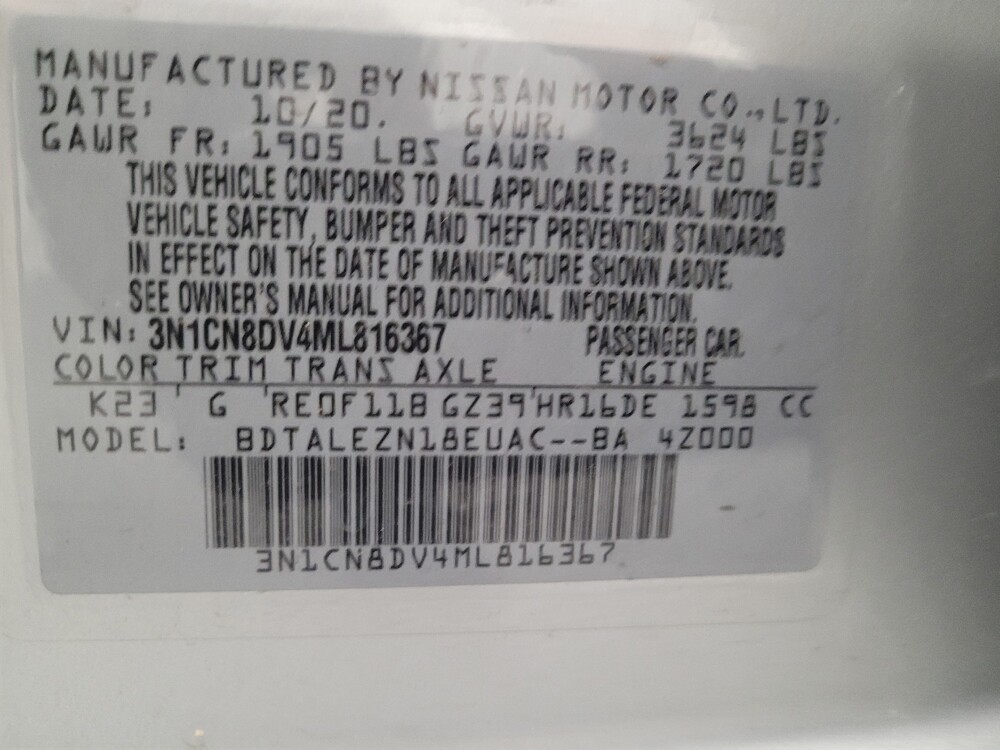 MANUFACTURED BY NISSAN MOTOR CO.,LTD.
DATE: 10/20. GVWR: 3624 LBS
GAWR FR: 1905 LBS GAWR RR: 1720 LBS
THIS VEHICLE CONFORMS TO ALL APPLICABLE FEDERAL MOTOR
VEHICLE SAFETY, BUMPER AND THEFT PREVENTION STANDARDS
IN EFFECT ON THE DATE OF MANUFACTURE SHOWN ABOVE.
SEE OWNER'S MANUAL FOR ADDITIONAL INFORMATION.
VIN: 3N1CN8DV4ML816367 PASSENGER CAR.
COLOR TRIM TRANS AXLE ENGINE
K23 G RE0F11B GZ39 HR16DE 1598 CC
MODEL: BDTALEZN18EUAC--BA 4Z000
3N1CN8DV4ML816367